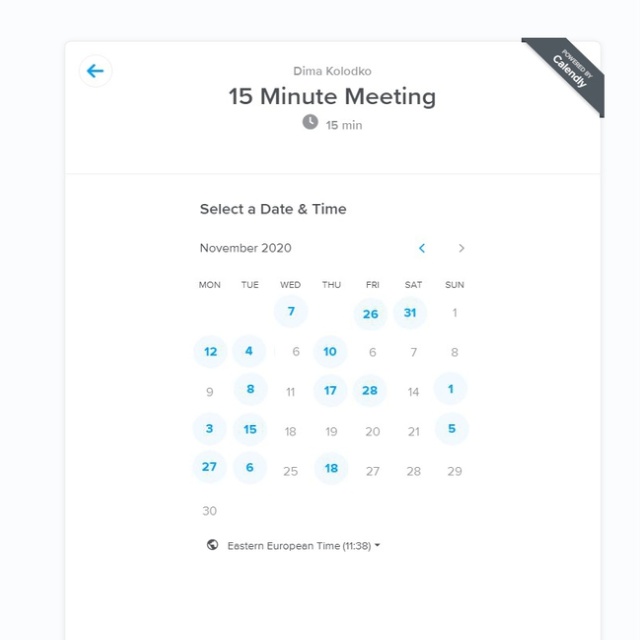 POWERED BY
Calendly
Dima Kolodko
15 Minute Meeting
15 min
Select a Date & Time
November 2020
MON TUE WED THU FRI SAT SUN
7 26 31 1
12 4 6 10 6 7 8
9 8 11 17 28 14 1
3 15 18 19 20 21 5
27 6 25 18 27 28 29
30
Eastern European Time (11:38)